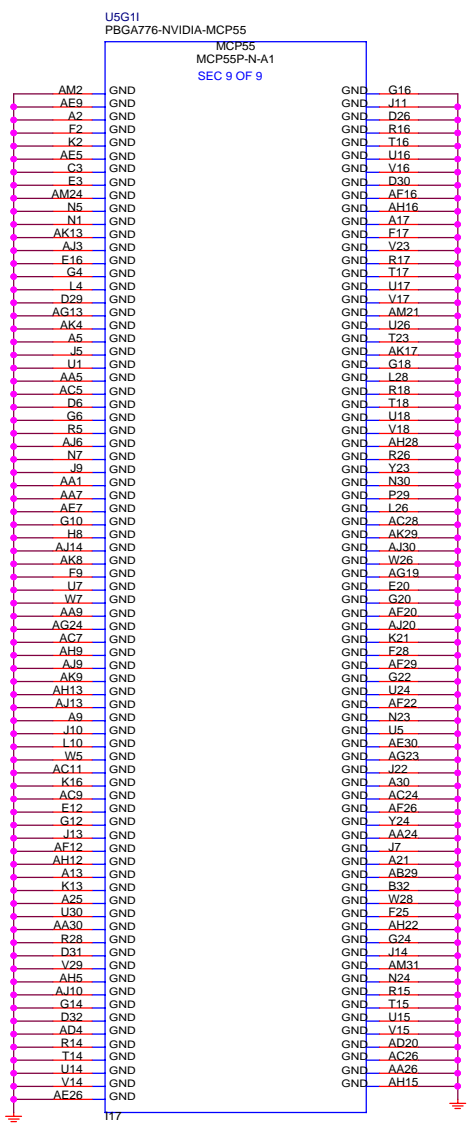 U5G1I
PBGA776-NVIDIA-MCP55
MCP55
MCP55P-N-A1
SEC 9 OF 9
AM2 GND GND G16
AE9 GND GND J11
A2 GND GND D26
F2 GND GND R16
K2 GND GND T16
AE5 GND GND U16
C3 GND GND V16
E3 GND GND D30
AM24 GND GND AF16
N5 GND GND AH16
N1 GND GND A17
AK13 GND GND F17
AJ3 GND GND V23
E16 GND GND R17
G4 GND GND T17
L4 GND GND U17
D29 GND GND V17
AG13 GND GND AM21
AK4 GND GND U26
A5 GND GND T23
J5 GND GND AK17
U1 GND GND G18
AA5 GND GND L28
AC5 GND GND R18
D6 GND GND T18
G6 GND GND U18
R5 GND GND V18
AJ6 GND GND AH28
N7 GND GND R26
J9 GND GND Y23
AA1 GND GND N30
AA7 GND GND P29
AE7 GND GND L26
G10 GND GND AC28
H8 GND GND AK29
AJ14 GND GND AJ30
AK8 GND GND W26
F9 GND GND AG19
U7 GND GND E20
W7 GND GND G20
AA9 GND GND AF20
AG24 GND GND AJ20
AC7 GND GND K21
AH9 GND GND F28
AJ9 GND GND AF29
AK9 GND GND G22
AH13 GND GND U24
AJ13 GND GND AF22
A9 GND GND N23
J10 GND GND U5
L10 GND GND AE30
W5 GND GND AG23
AC11 GND GND J22
K16 GND GND A30
AC9 GND GND AC24
E12 GND GND AF26
G12 GND GND Y24
J13 GND GND AA24
AF12 GND GND J7
AH12 GND GND A21
A13 GND GND AB29
K13 GND GND B32
A25 GND GND W28
U30 GND GND F25
AA30 GND GND AH22
R28 GND GND G24
D31 GND GND J14
V29 GND GND AM31
AH5 GND GND N24
AJ10 GND GND R15
G14 GND GND T15
D32 GND GND U15
AD4 GND GND V15
R14 GND GND AD20
T14 GND GND AC26
U14 GND GND AA26
V14 GND GND AH15
AE26 GND
I17